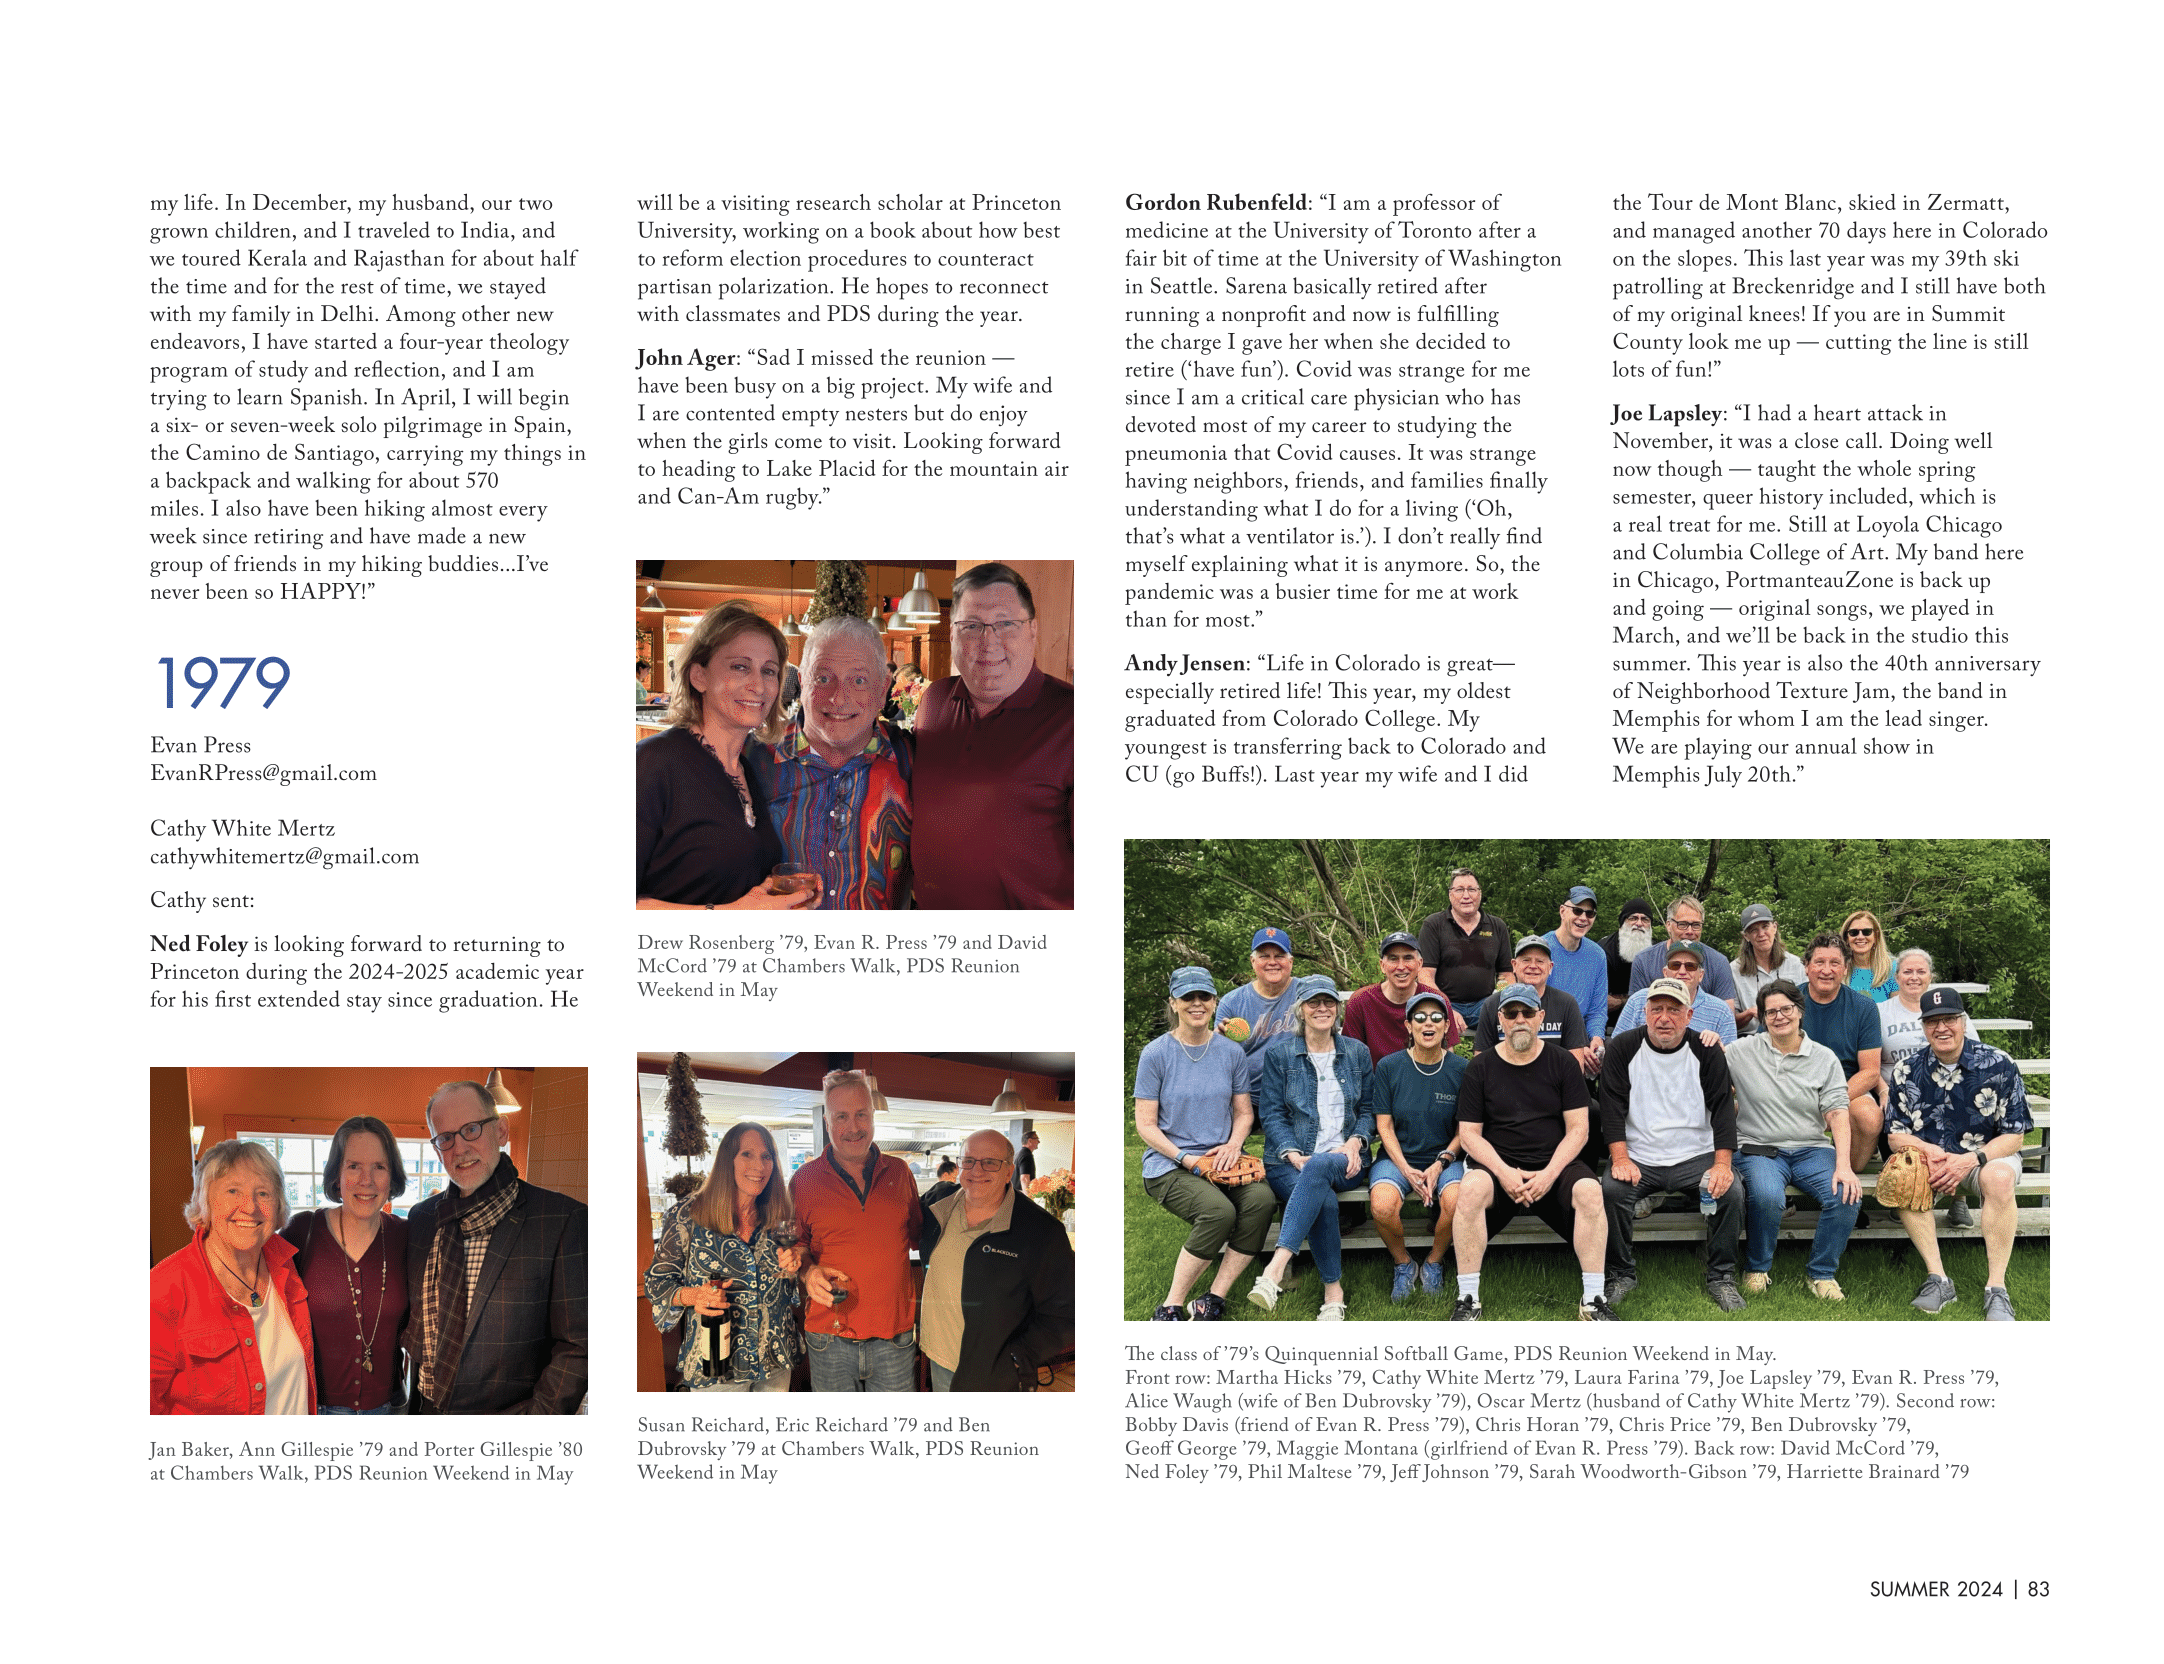 my life. In December, my husband, our two
grown children, and I traveled to India, and
we toured Kerala and Rajasthan for about half
the time and for the rest of time, we stayed
with my family in Delhi. Among other new
endeavors, I have started a four-year theology
program of study and reflection, and I am
trying to learn Spanish. In April, I will begin
a six- or seven-week solo pilgrimage in Spain,
the Camino de Santiago, carrying my things in
a backpack and walking for about 570
miles. I also have been hiking almost every
week since retiring and have made a new
group of friends in my hiking buddies...I’ve
never been so HAPPY!”
1979
Evan Press
EvanRPress@gmail.com
Cathy White Mertz
cathywhitemertz@gmail.com
Cathy sent:
Ned Foley is looking forward to returning to
Princeton during the 2024-2025 academic year
for his first extended stay since graduation. He
Jan Baker, Ann Gillespie ’79 and Porter Gillespie ’80
at Chambers Walk, PDS Reunion Weekend in May
will be a visiting research scholar at Princeton
University, working on a book about how best
to reform election procedures to counteract
partisan polarization. He hopes to reconnect
with classmates and PDS during the year.
John Ager: “Sad I missed the reunion —
have been busy on a big project. My wife and
I are contented empty nesters but do enjoy
when the girls come to visit. Looking forward
to heading to Lake Placid for the mountain air
and Can-Am rugby.”
Drew Rosenberg ’79, Evan R. Press ’79 and David
McCord ’79 at Chambers Walk, PDS Reunion
Weekend in May
BLACKDUCK
Susan Reichard, Eric Reichard ’79 and Ben
Dubrovsky ’79 at Chambers Walk, PDS Reunion
Weekend in May
Gordon Rubenfeld: “I am a professor of
medicine at the University of Toronto after a
fair bit of time at the University of Washington
in Seattle. Sarena basically retired after
running a nonprofit and now is fulfilling
the charge I gave her when she decided to
retire (‘have fun’). Covid was strange for me
since I am a critical care physician who has
devoted most of my career to studying the
pneumonia that Covid causes. It was strange
having neighbors, friends, and families finally
understanding what I do for a living (‘Oh,
that’s what a ventilator is.’). I don’t really find
myself explaining what it is anymore. So, the
pandemic was a busier time for me at work
than for most.”
Andy Jensen: “Life in Colorado is great—
especially retired life! This year, my oldest
graduated from Colorado College. My
youngest is transferring back to Colorado and
CU (go Buffs!). Last year my wife and I did
the Tour de Mont Blanc, skied in Zermatt,
and managed another 70 days here in Colorado
on the slopes. This last year was my 39th ski
patrolling at Breckenridge and I still have both
of my original knees! If you are in Summit
County look me up — cutting the line is still
lots of fun!”
Joe Lapsley: “I had a heart attack in
November, it was a close call. Doing well
now though — taught the whole spring
semester, queer history included, which is
a real treat for me. Still at Loyola Chicago
and Columbia College of Art. My band here
in Chicago, PortmanteauZone is back up
and going — original songs, we played in
March, and we’ll be back in the studio this
summer. This year is also the 40th anniversary
of Neighborhood Texture Jam, the band in
Memphis for whom I am the lead singer.
We are playing our annual show in
Memphis July 20th.”
Mets
DAY
THOR
G
The class of ’79’s Quinquennial Softball Game, PDS Reunion Weekend in May.
Front row: Martha Hicks ’79, Cathy White Mertz ’79, Laura Farina ’79, Joe Lapsley ’79, Evan R. Press ’79,
Alice Waugh (wife of Ben Dubrovsky ’79), Oscar Mertz (husband of Cathy White Mertz ’79). Second row:
Bobby Davis (friend of Evan R. Press ’79), Chris Horan ’79, Chris Price ’79, Ben Dubrovsky ’79,
Geoff George ’79, Maggie Montana (girlfriend of Evan R. Press ’79). Back row: David McCord ’79,
Ned Foley ’79, Phil Maltese ’79, Jeff Johnson ’79, Sarah Woodworth-Gibson ’79, Harriette Brainard ’79
SUMMER 2024 | 83